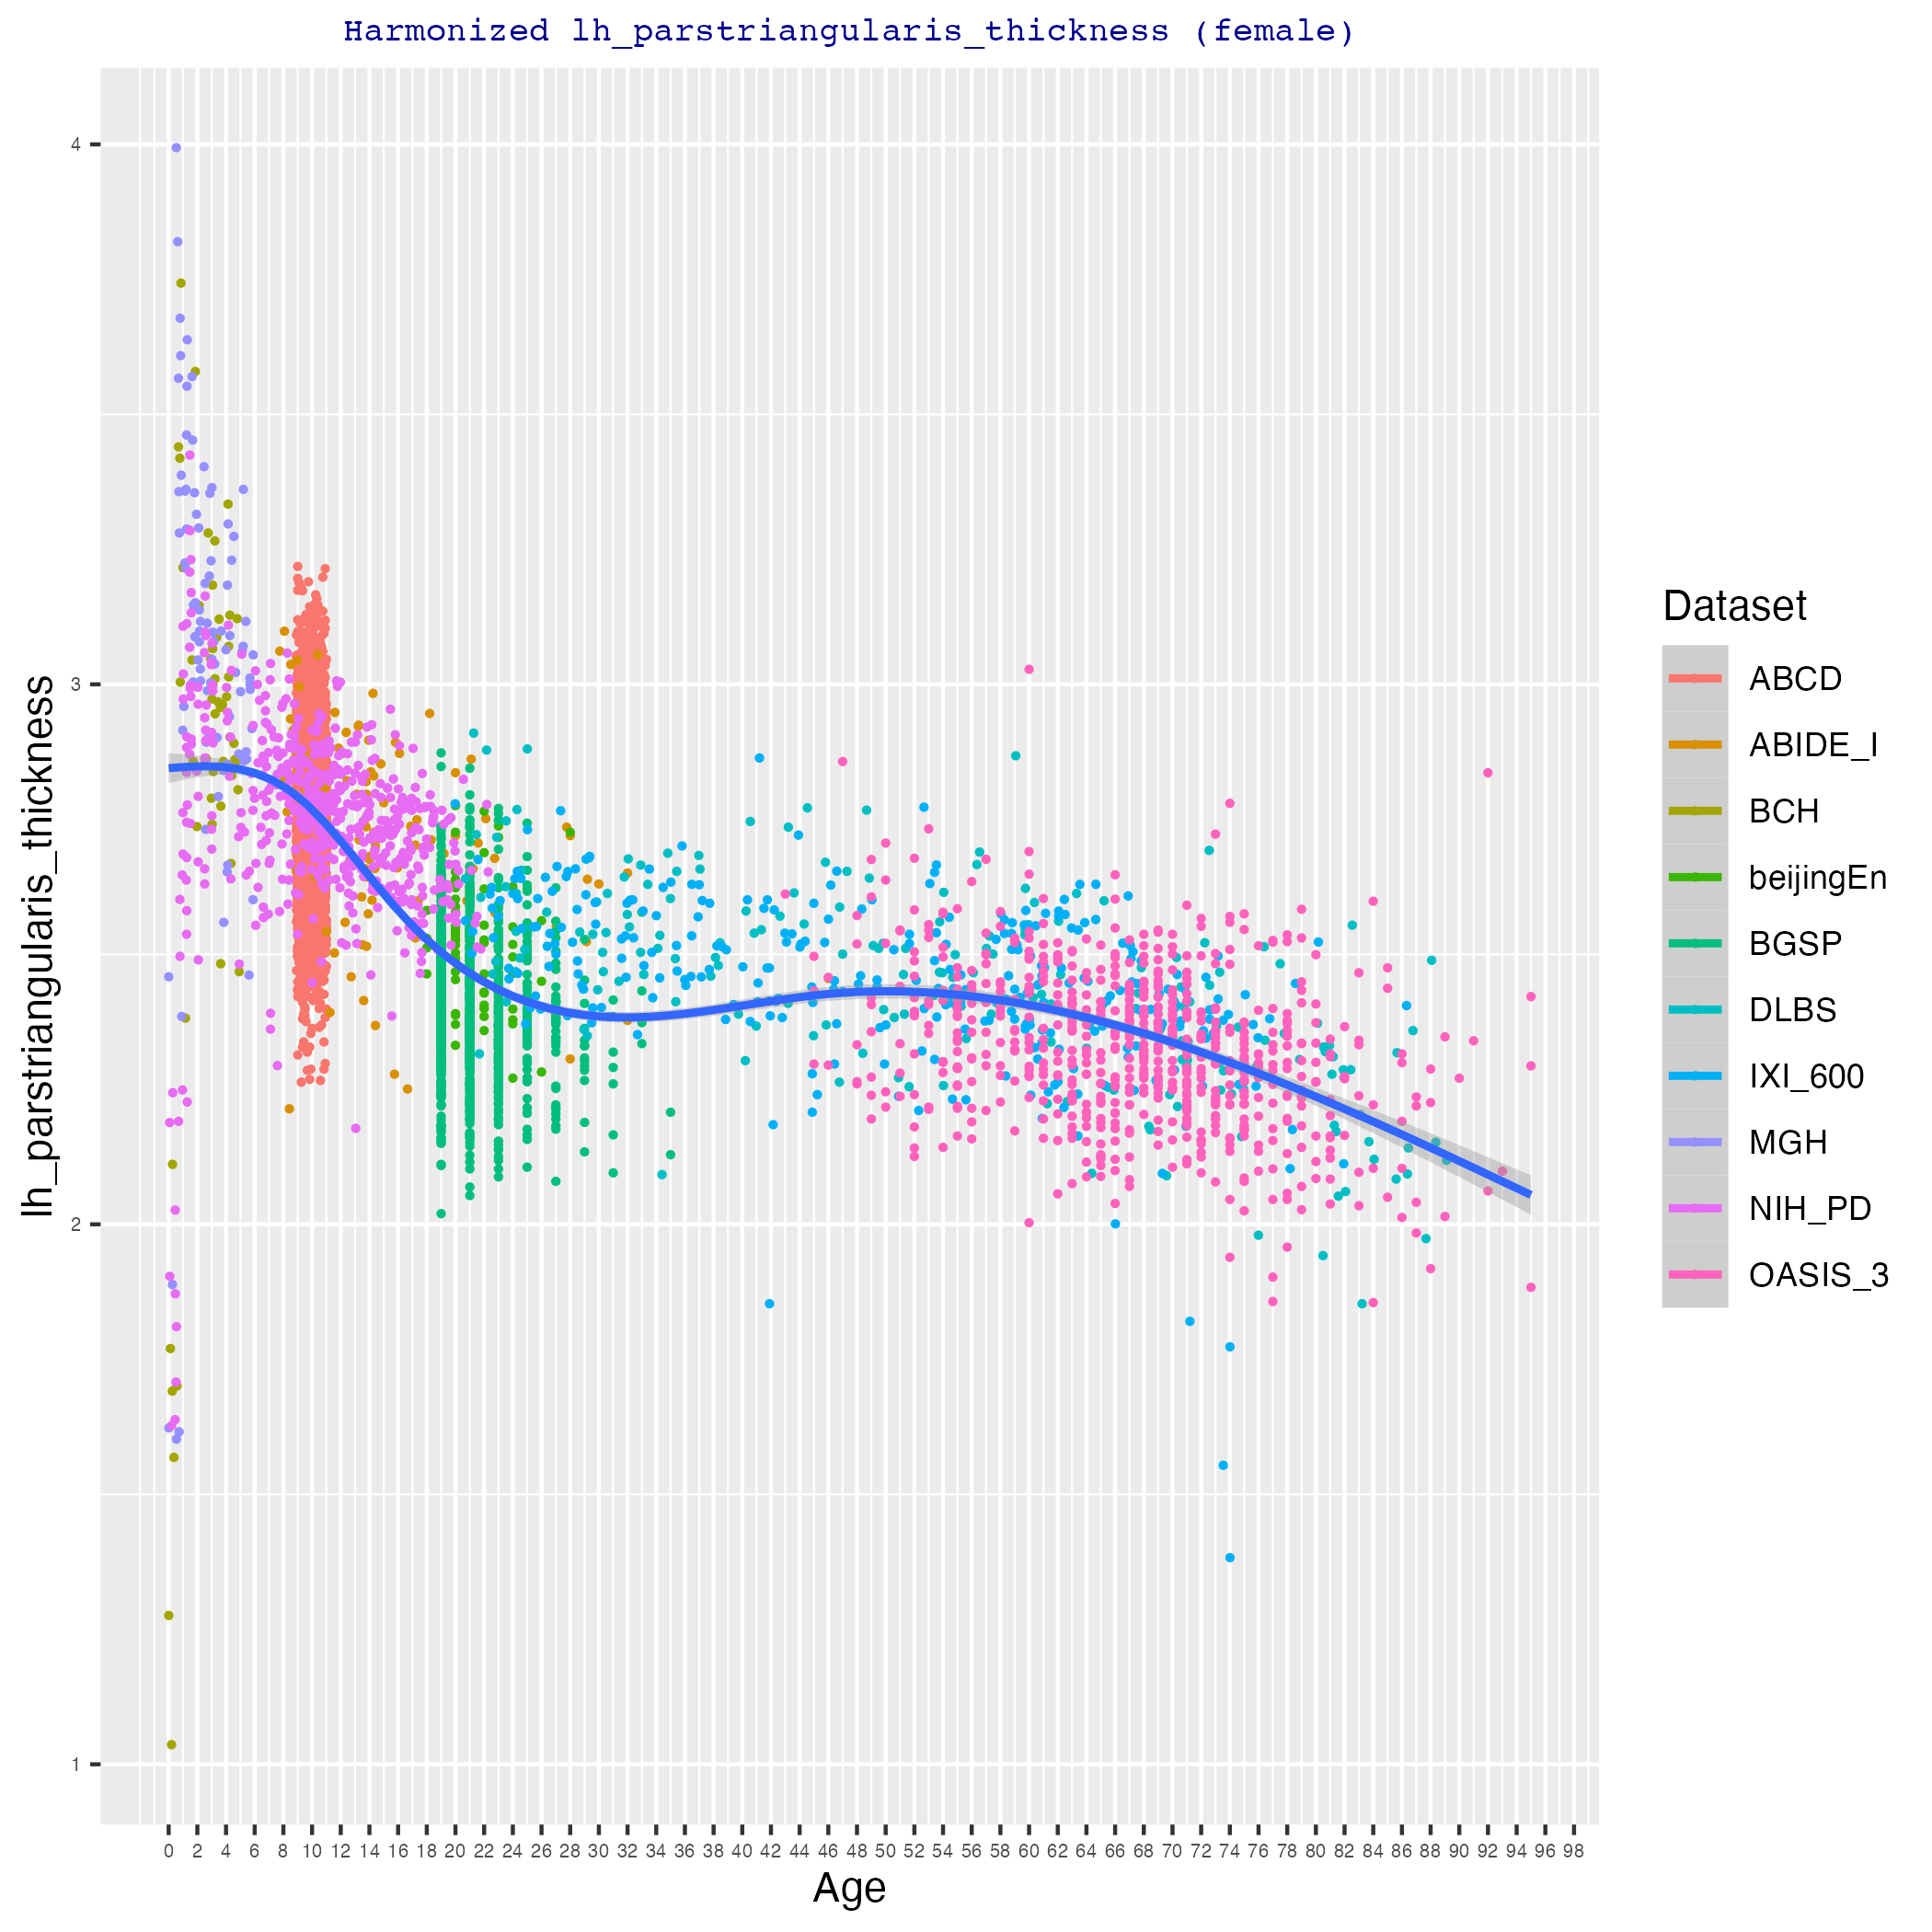 Harmonized lh_parstriangularis_thickness (female)
lh_parstriangularis_thickness
4
3
2
1
0 2 4 6 8 10 12 14 16 18 20 22 24 26 28 30 32 34 36 38 40 42 44 46 48 50 52 54 56 58 60 62 64 66 68 70 72 74 76 78 80 82 84 86 88 90 92 94 96 98
Age
Dataset
ABCD
ABIDE_I
BCH
beijingEn
BGSP
DLBS
IXI_600
MGH
NIH_PD
OASIS_3